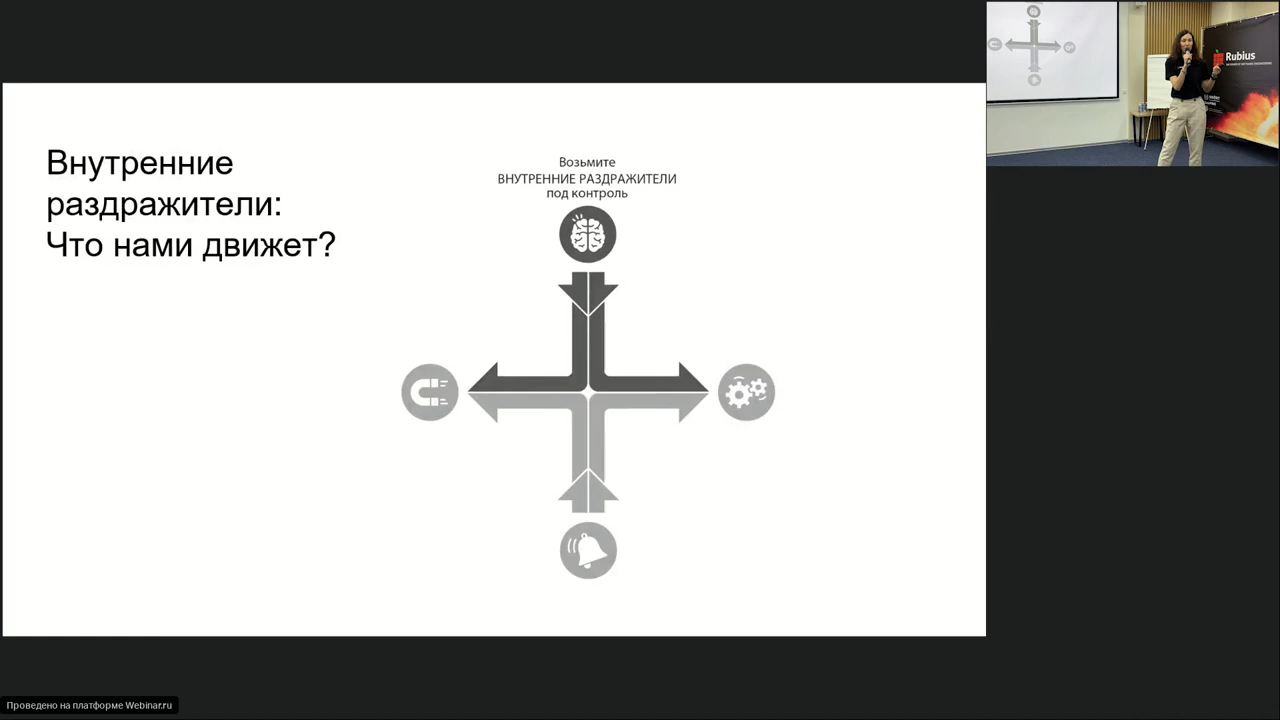 Внутренние
раздражители:
Что нами движет?
Возьмите
ВНУТРЕННИЕ РАЗДРАЖИТЕЛИ
под контроль
Rubius
Проведено на платформе Webinar.ru